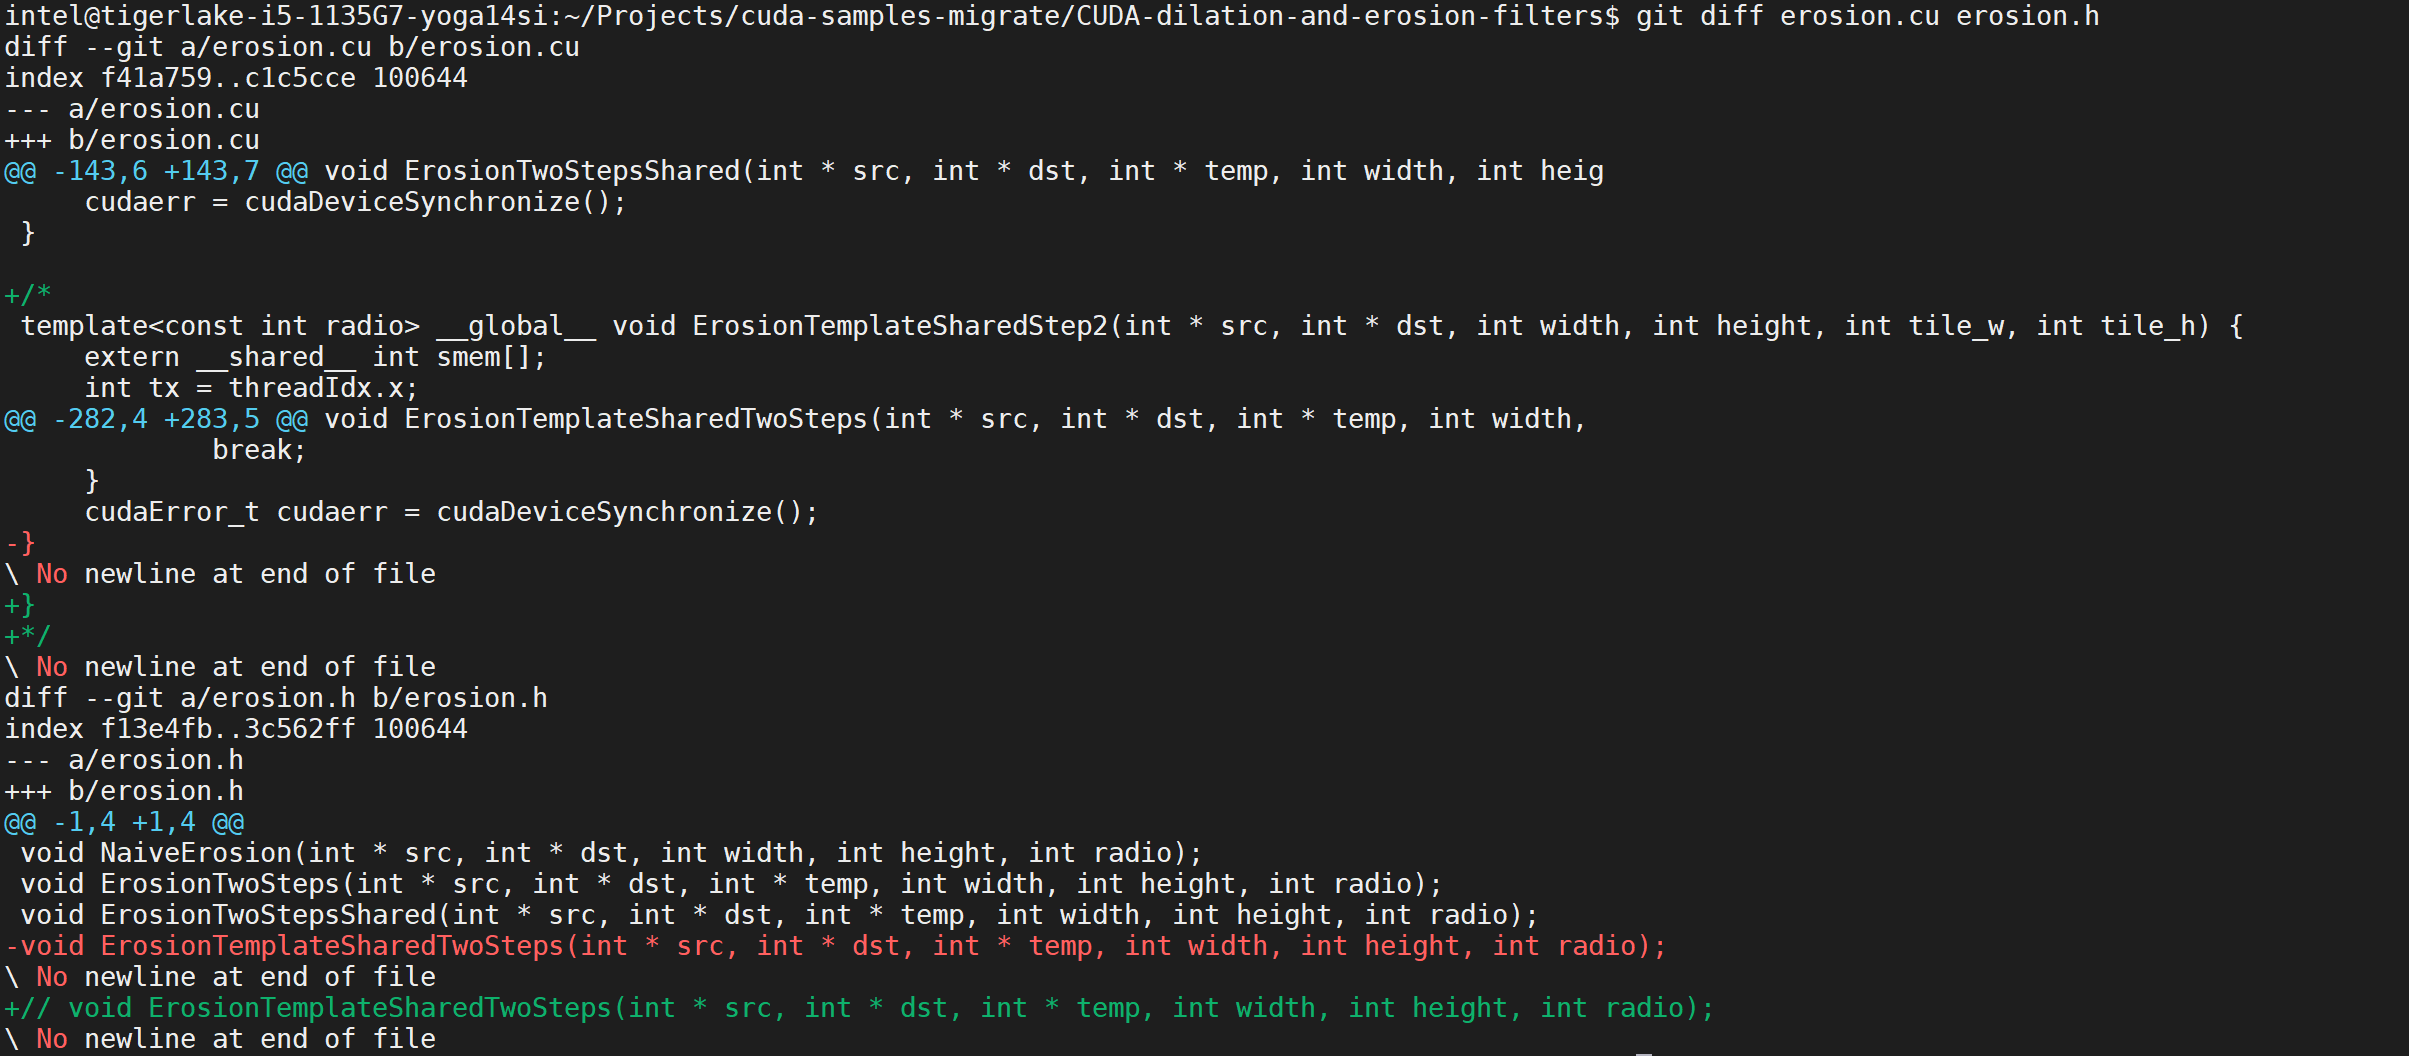 intel@tigerlake-i5-1135G7-yoga14si:~/Projects/cuda-samples-migrate/CUDA-dilation-and-erosion-filters$ git diff erosion.cu erosion.h
diff --git a/erosion.cu b/erosion.cu
index f41a759..c1c5cce 100644
--- a/erosion.cu
+++ b/erosion.cu
@@ -143,6 +143,7 @@ void ErosionTwoStepsShared(int * src, int * dst, int * temp, int width, int heig
     cudaerr = cudaDeviceSynchronize();
 }

+/*
 template<const int radio> __global__ void ErosionTemplateSharedStep2(int * src, int * dst, int width, int height, int tile_w, int tile_h) {
     extern __shared__ int smem[];
     int tx = threadIdx.x;
@@ -282,4 +283,5 @@ void ErosionTemplateSharedTwoSteps(int * src, int * dst, int * temp, int width,
             break;
     }
     cudaError_t cudaerr = cudaDeviceSynchronize();
-}
\ No newline at end of file
+}
+*/
\ No newline at end of file
diff --git a/erosion.h b/erosion.h
index f13e4fb..3c562ff 100644
--- a/erosion.h
+++ b/erosion.h
@@ -1,4 +1,4 @@
 void NaiveErosion(int * src, int * dst, int width, int height, int radio);
 void ErosionTwoSteps(int * src, int * dst, int * temp, int width, int height, int radio);
 void ErosionTwoStepsShared(int * src, int * dst, int * temp, int width, int height, int radio);
-void ErosionTemplateSharedTwoSteps(int * src, int * dst, int * temp, int width, int height, int radio);
\ No newline at end of file
+// void ErosionTemplateSharedTwoSteps(int * src, int * dst, int * temp, int width, int height, int radio);
\ No newline at end of file